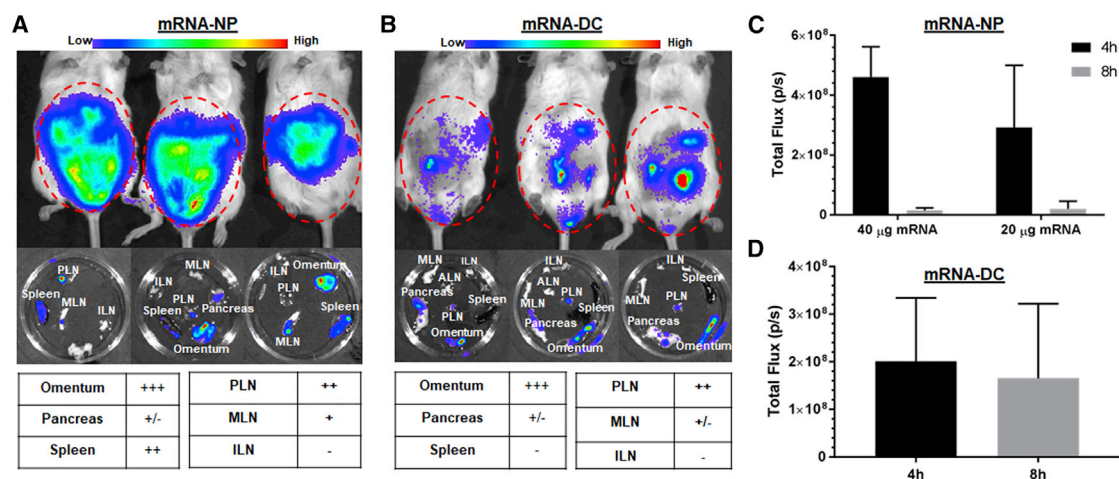 A
mRNA-NP
Low High
PLN
Spleen
MLN
ILN
MLN
ILN
PLN
Spleen
Pancreas
Omentum
ILN
Omentum
PLN
Spleen
MLN
Omentum +++
Pancreas +/-
Spleen ++
PLN ++
MLN +
ILN -
B
mRNA-DC
Low High
MLN
ILN
ALN
Pancreas
Spleen
PLN
Omentum
ILN
ALN
MLN
PLN
Spleen
Pancreas
Omentum
ILN
MLN
PLN
Pancreas
Omentum
Omentum +++
Pancreas +/-
Spleen -
PLN ++
MLN +/-
ILN -
C
mRNA-NP
4h
8h
Total Flux (p/s)
6×10⁸
4×10⁸
2×10⁸
0
40 μg mRNA 20 μg mRNA
D
mRNA-DC
Total Flux (p/s)
4×10⁸
3×10⁸
2×10⁸
1×10⁸
0
4h 8h